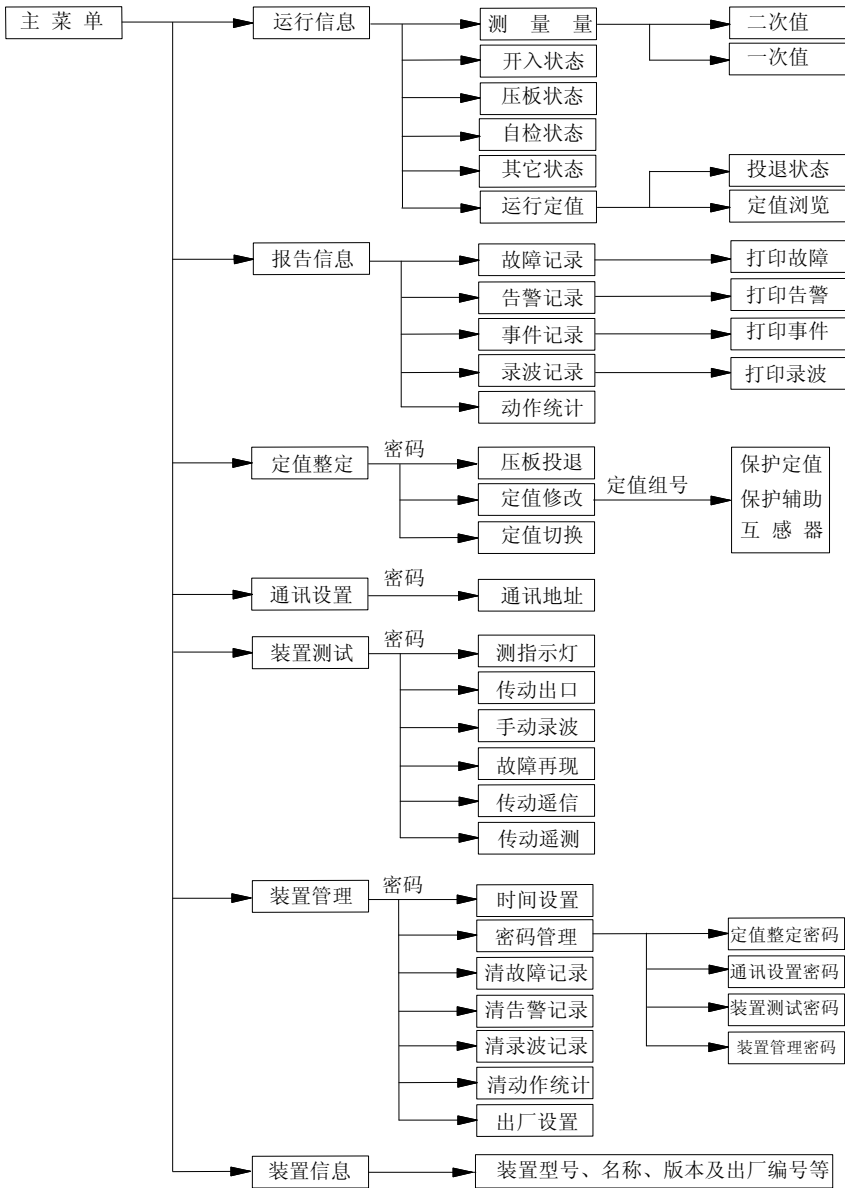 主菜单
运行信息
测量量
二次值
一次值
开入状态
压板状态
自检状态
其它状态
运行定值
投退状态
定值浏览
报告信息
故障记录
打印故障
告警记录
打印告警
事件记录
打印事件
录波记录
打印录波
动作统计
定值整定
密码
压板投退
定值修改
定值组号
保护定值
保护辅助
互感器
定值切换
通讯设置
密码
通讯地址
装置测试
密码
测指示灯
传动出口
手动录波
故障再现
传动遥信
传动遥测
装置管理
密码
时间设置
密码管理
定值整定密码
通讯设置密码
装置测试密码
装置管理密码
清故障记录
清告警记录
清录波记录
清动作统计
出厂设置
装置信息
装置型号、名称、版本及出厂编号等